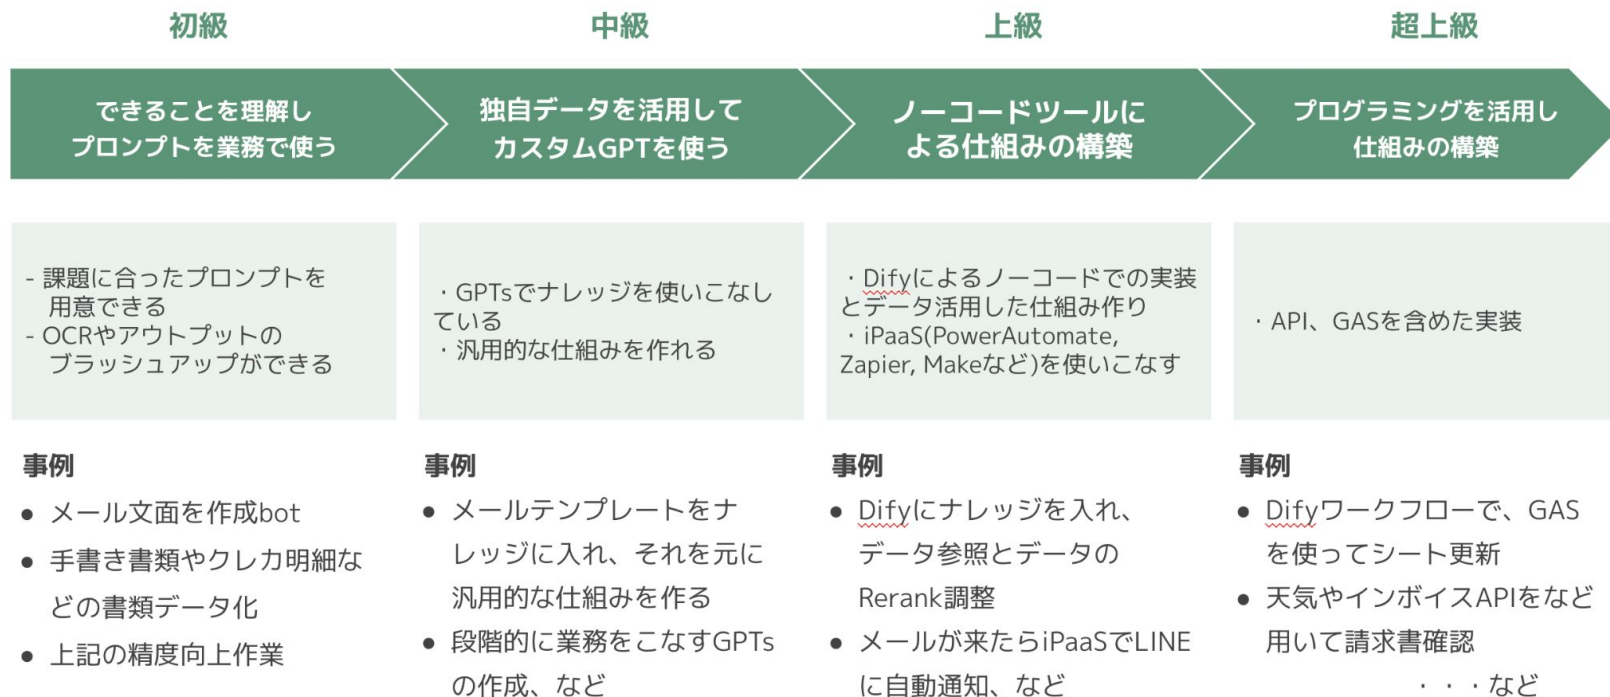 初級
中級
上級
超上級
できることを理解し
プロンプトを業務で使う
独自データを活用して
カスタムGPTを使う
ノーコードツールに
よる仕組みの構築
プログラミングを活用し
仕組みの構築
- 課題に合ったプロンプトを
用意できる
- OCRやアウトプットの
ブラッシュアップができる
・GPTsでナレッジを使いこなし
ている
・汎用的な仕組みを作れる
・Difyによるノーコードでの実装
とデータ活用した仕組み作り
・iPaaS(PowerAutomate,
Zapier, Makeなど)を使いこなす
・API、GASを含めた実装
事例
● メール文面を作成bot
● 手書き書類やクレカ明細な
どの書類データ化
● 上記の精度向上作業
事例
● メールテンプレートをナ
レッジに入れ、それを元に
汎用的な仕組みを作る
● 段階的に業務をこなすGPTs
の作成、など
事例
● Difyにナレッジを入れ、
データ参照とデータの
Rerank調整
● メールが来たらiPaaSでLINE
に自動通知、など
事例
● Difyワークフローで、GAS
を使ってシート更新
● 天気やインボイスAPIをなど
用いて請求書確認
・・・など